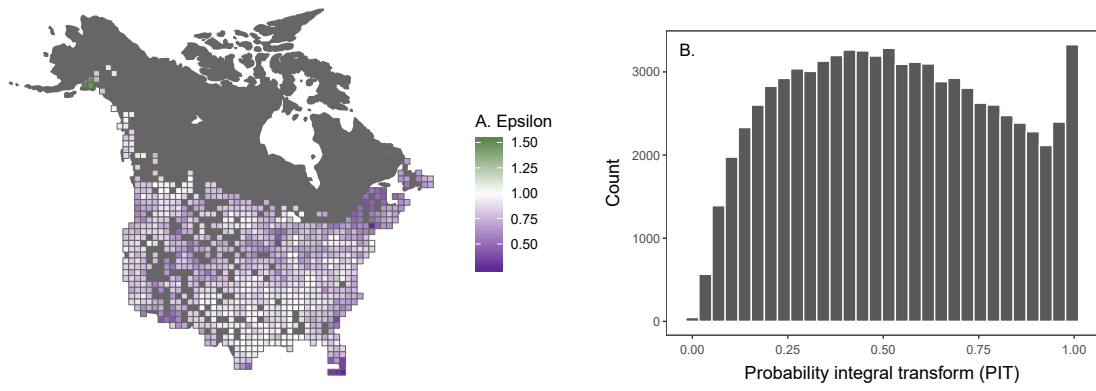 A. Epsilon
1.50
1.25
1.00
0.75
0.50
B.
3000
2000
1000
0
Count
0.00 0.25 0.50 0.75 1.00
Probability integral transform (PIT)